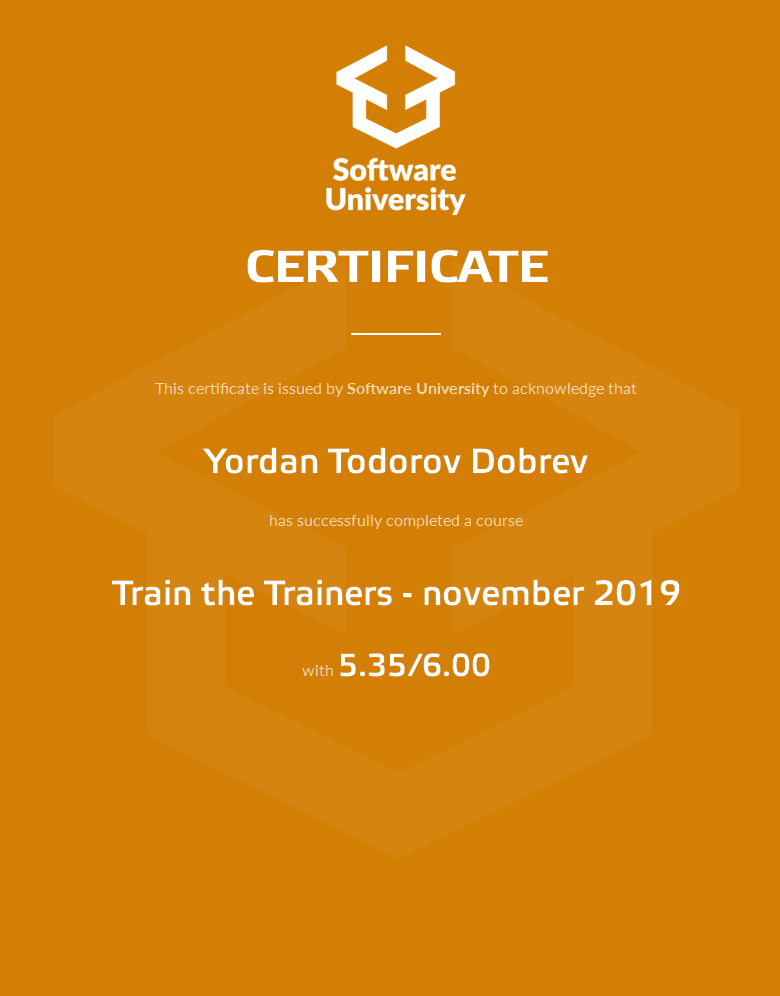 Software
University
CERTIFICATE
This certificate is issued by Software University to acknowledge that
Yordan Todorov Dobrev
has successfully completed a course
Train the Trainers - november 2019
with 5.35/6.00